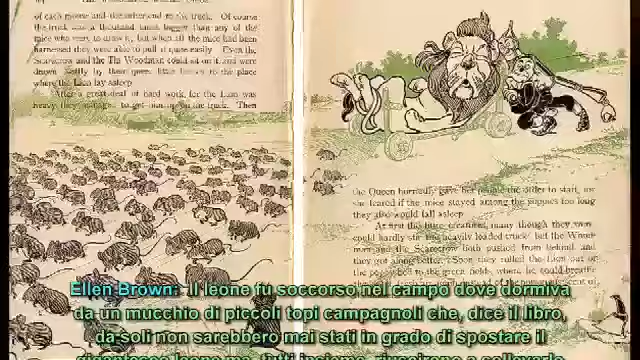 of each mouse and the other end to the truck. Of course
the truck was a thousand times bigger than any of the
mice who were to draw it, but when all the mice had been
harnessed they were able to pull it quite easily. Even the
Scarecrow and the Tin Woodman could sit on it, and were
drawn swiftly by their queer little horses to the place
where the Lion lay asleep.
After a great deal of hard work, for the Lion was
heavy, they managed to get him up on the truck. Then
the Queen hurriedly gave her people the order to start, for
she feared if the mice stayed among the poppies too long
they also would fall asleep.
At first the little creatures, many though they were,
could hardly stir the heavily loaded truck; but the Wood-
man and the Scarecrow both pushed from behind, and
they got along better. Soon they rolled the Lion out of
the poppy bed to the green fields, where he could breathe
Ellen Brown: Il leone fu soccorso nel campo dove dormiva
da un mucchio di piccoli topi campagnoli che, dice il libro,
da soli non sarebbero mai stati in grado di spostare il
gigantesco leone ma, tutti insieme, riuscirono a sollevarlo